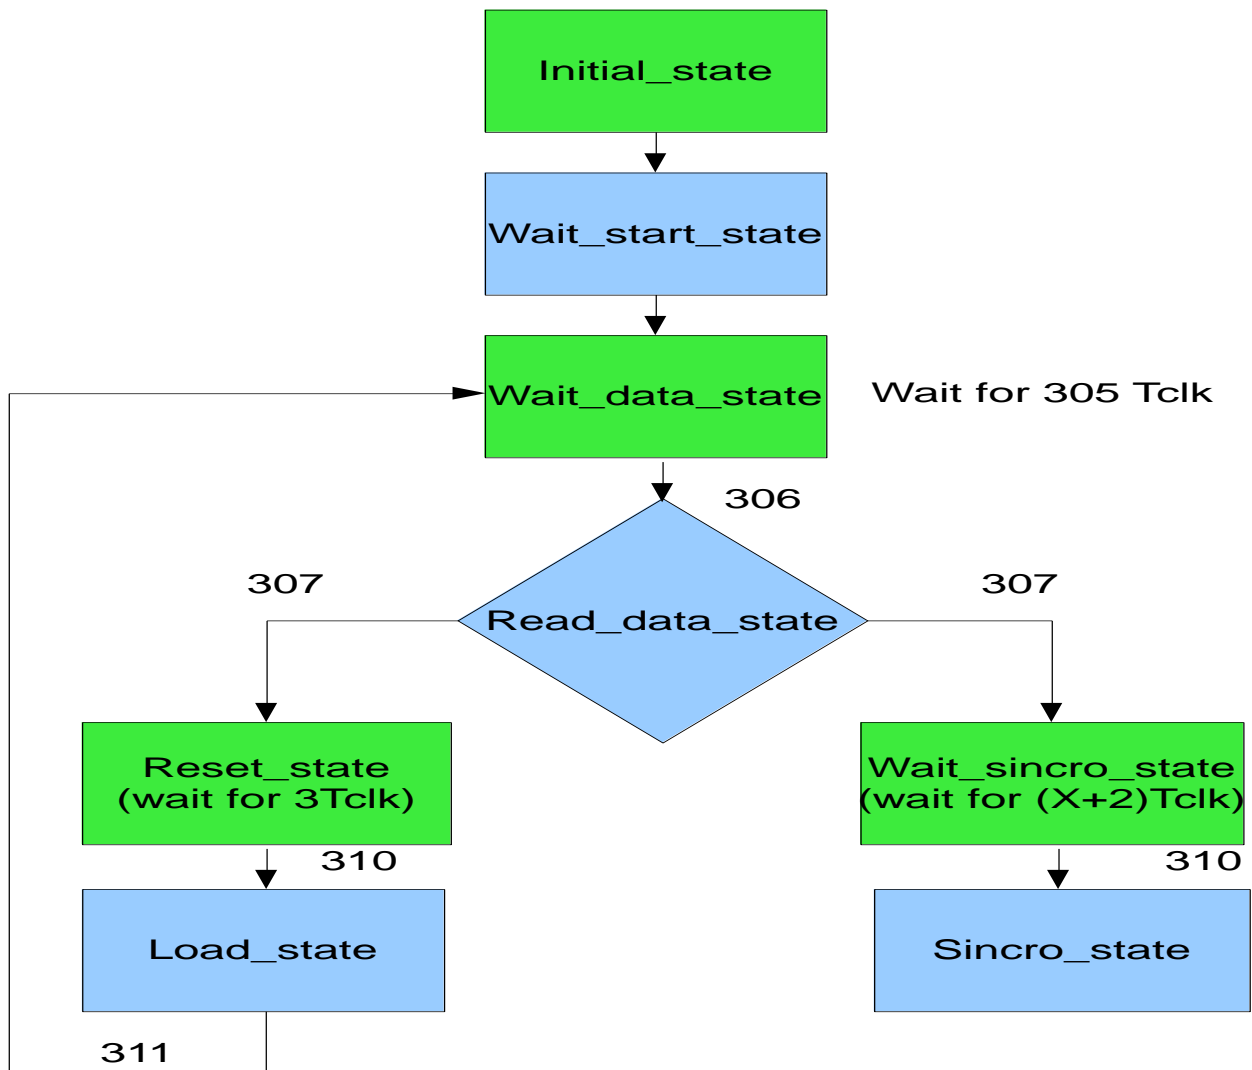 Initial_state
Wait_start_state
Wait_data_state
Wait for 305 Tclk
306
307
307
Read_data_state
Reset_state
(wait for 3Tclk)
Wait_sincro_state
(wait for (X+2)Tclk)
310
310
Load_state
Sincro_state
311